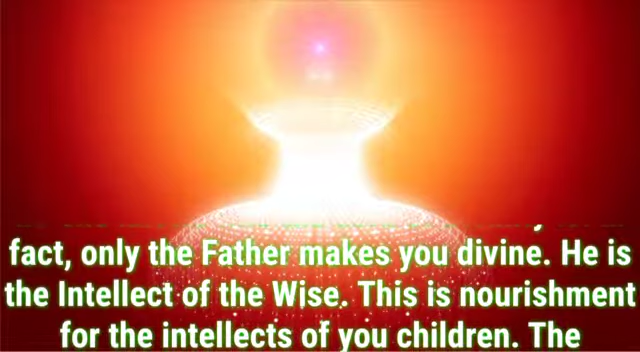 fact, only the Father makes you divine. He is
the Intellect of the Wise. This is nourishment
for the intellects of you children. The